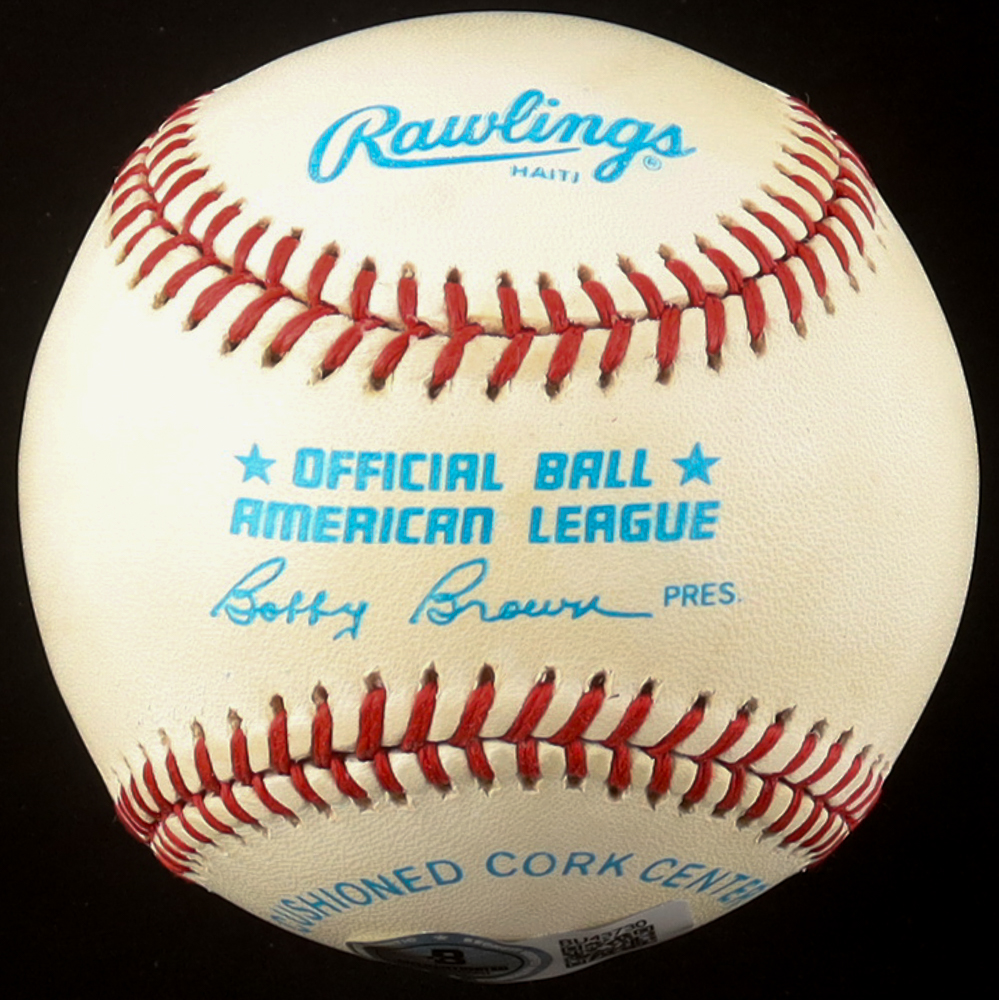 Rawlings®
HAITI
★ OFFICIAL BALL ★
AMERICAN LEAGUE
Bobby Brown PRES.
CUSHIONED CORK CENTER